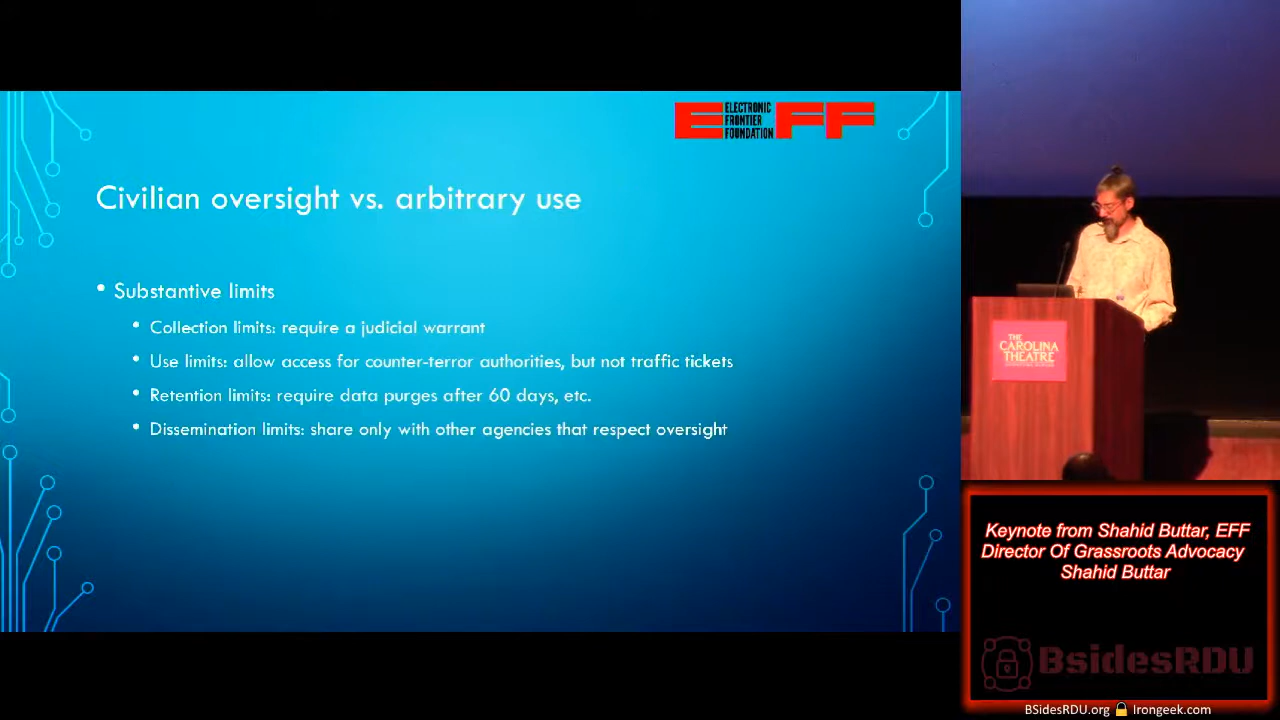 EFF
ELECTRONIC
FRONTIER
FOUNDATION
Civilian oversight vs. arbitrary use
• Substantive limits
• Collection limits: require a judicial warrant
• Use limits: allow access for counter-terror authorities, but not traffic tickets
• Retention limits: require data purges after 60 days, etc.
• Dissemination limits: share only with other agencies that respect oversight
THE
CAROLINA
THEATRE
Keynote from Shahid Buttar, EFF
Director Of Grassroots Advocacy
Shahid Buttar
BsidesRDU
BSidesRDU.org Irongeek.com